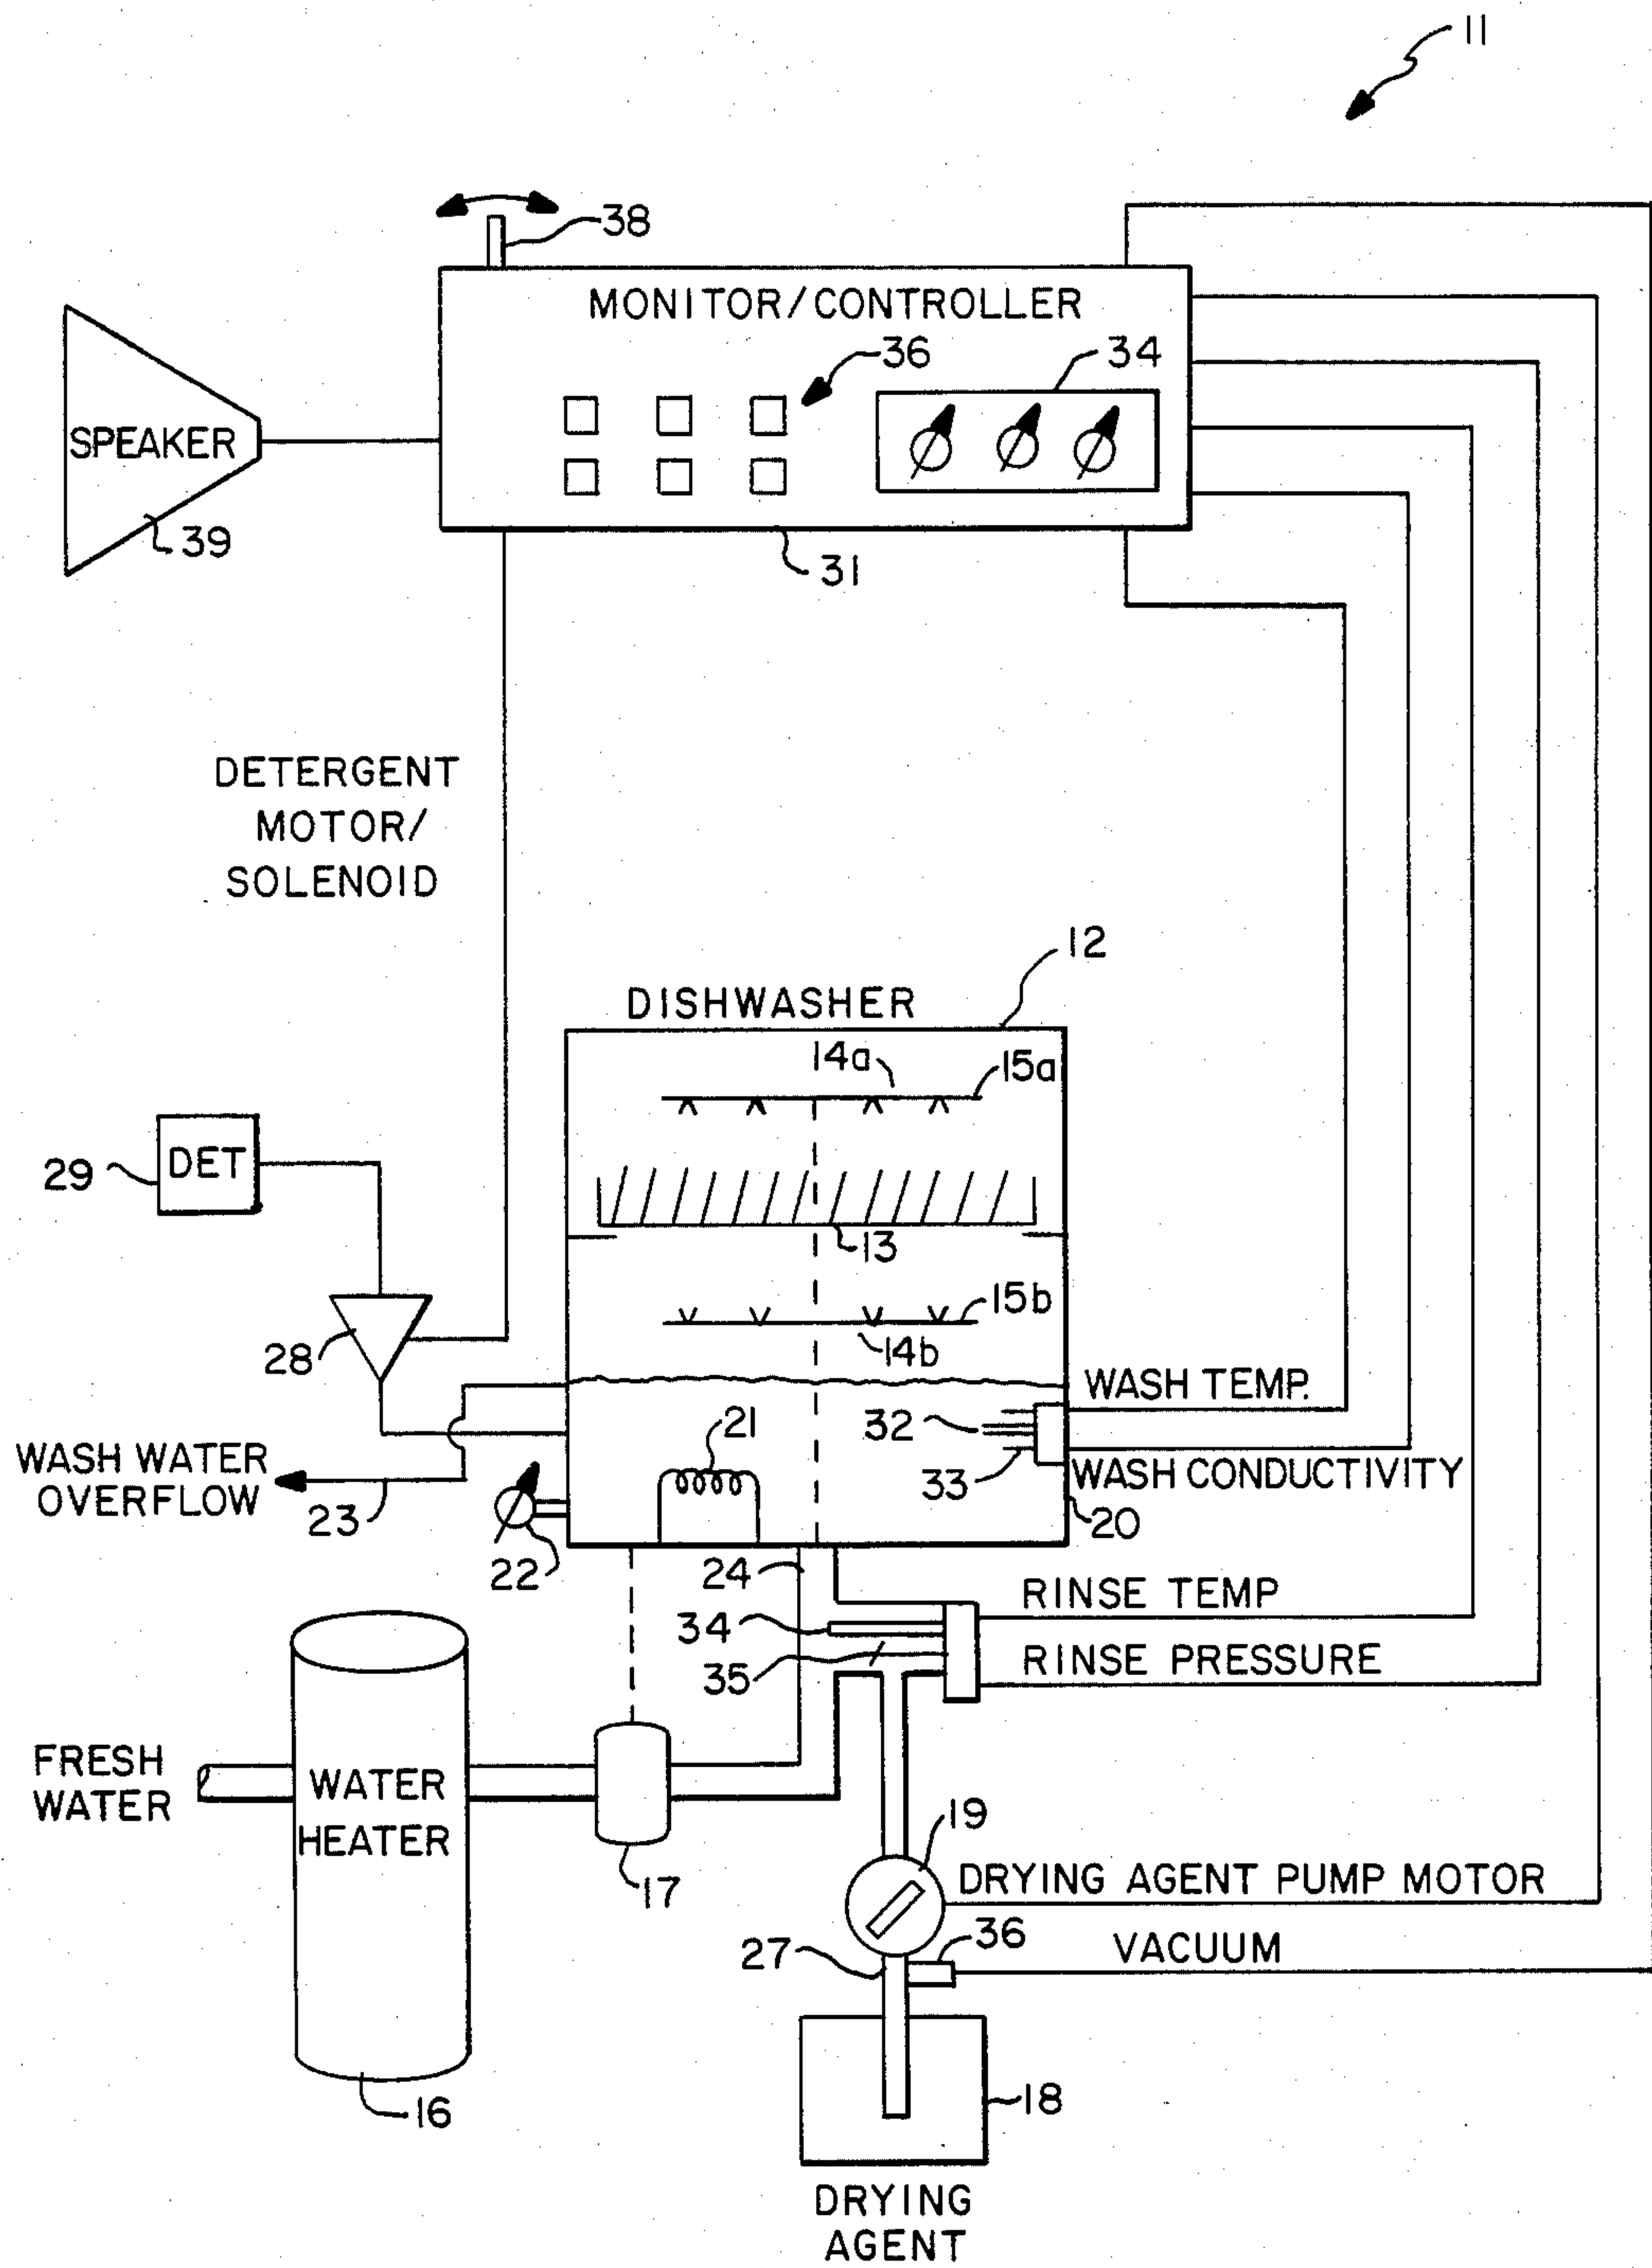 11
38
MONITOR/CONTROLLER
36
34
SPEAKER
39
31
DETERGENT
MOTOR/
SOLENOID
12
DISHWASHER
14a
15a
DET
29
13
15b
28
14b
WASH TEMP.
21
32
WASH WATER
OVERFLOW
33
WASH CONDUCTIVITY
23
20
22
24
RINSE TEMP
34
RINSE PRESSURE
35
FRESH
WATER
WATER
HEATER
19
17
DRYING AGENT PUMP MOTOR
36
27
VACUUM
16
18
DRYING
AGENT